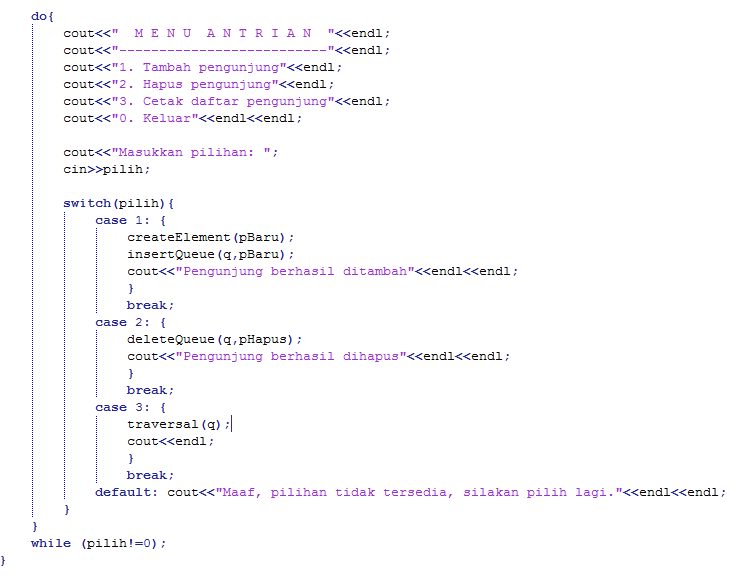 do{
cout<<"  M E N U  A N T R I A N  "<<endl;
cout<<"--------------------------"<<endl;
cout<<"1. Tambah pengunjung"<<endl;
cout<<"2. Hapus pengunjung"<<endl;
cout<<"3. Cetak daftar pengunjung"<<endl;
cout<<"0. Keluar"<<endl<<endl;
cout<<"Masukkan pilihan: ";
cin>>pilih;
switch(pilih){
case 1: {
createElement(pBaru);
insertQueue(q,pBaru);
cout<<"Pengunjung berhasil ditambah"<<endl<<endl;
}
break;
case 2: {
deleteQueue(q,pHapus);
cout<<"Pengunjung berhasil dihapus"<<endl<<endl;
}
break;
case 3: {
traversal(q);
cout<<endl;
}
break;
default: cout<<"Maaf, pilihan tidak tersedia, silakan pilih lagi."<<endl<<endl;
}
}
while (pilih!=0);
}